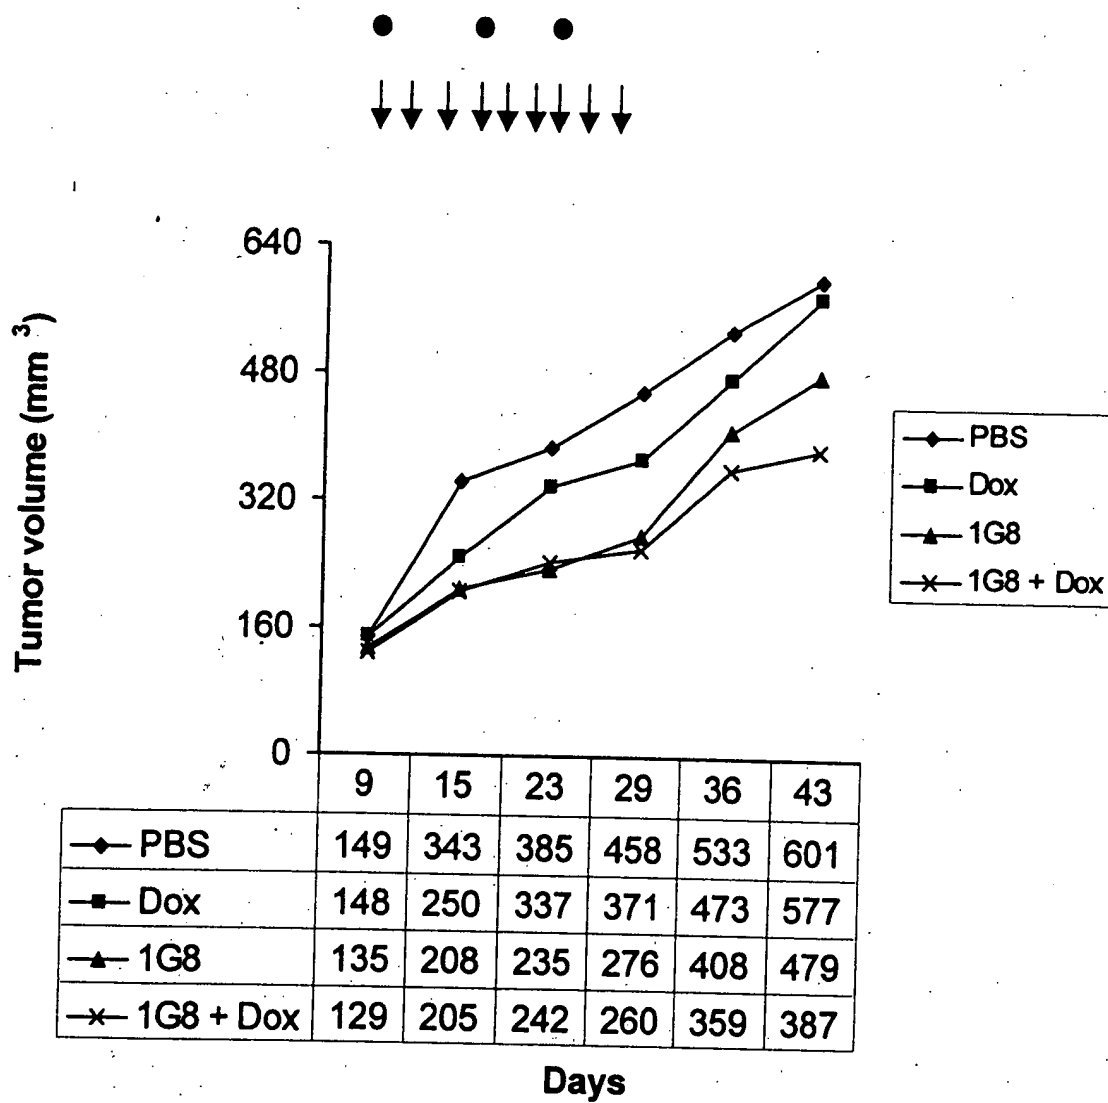 Tumor volume (mm 3)
640
480
320
160
0
PBS
Dox
1G8
1G8 + Dox
9 15 23 29 36 43
PBS 149 343 385 458 533 601
Dox 148 250 337 371 473 577
1G8 135 208 235 276 408 479
1G8 + Dox 129 205 242 260 359 387
Days